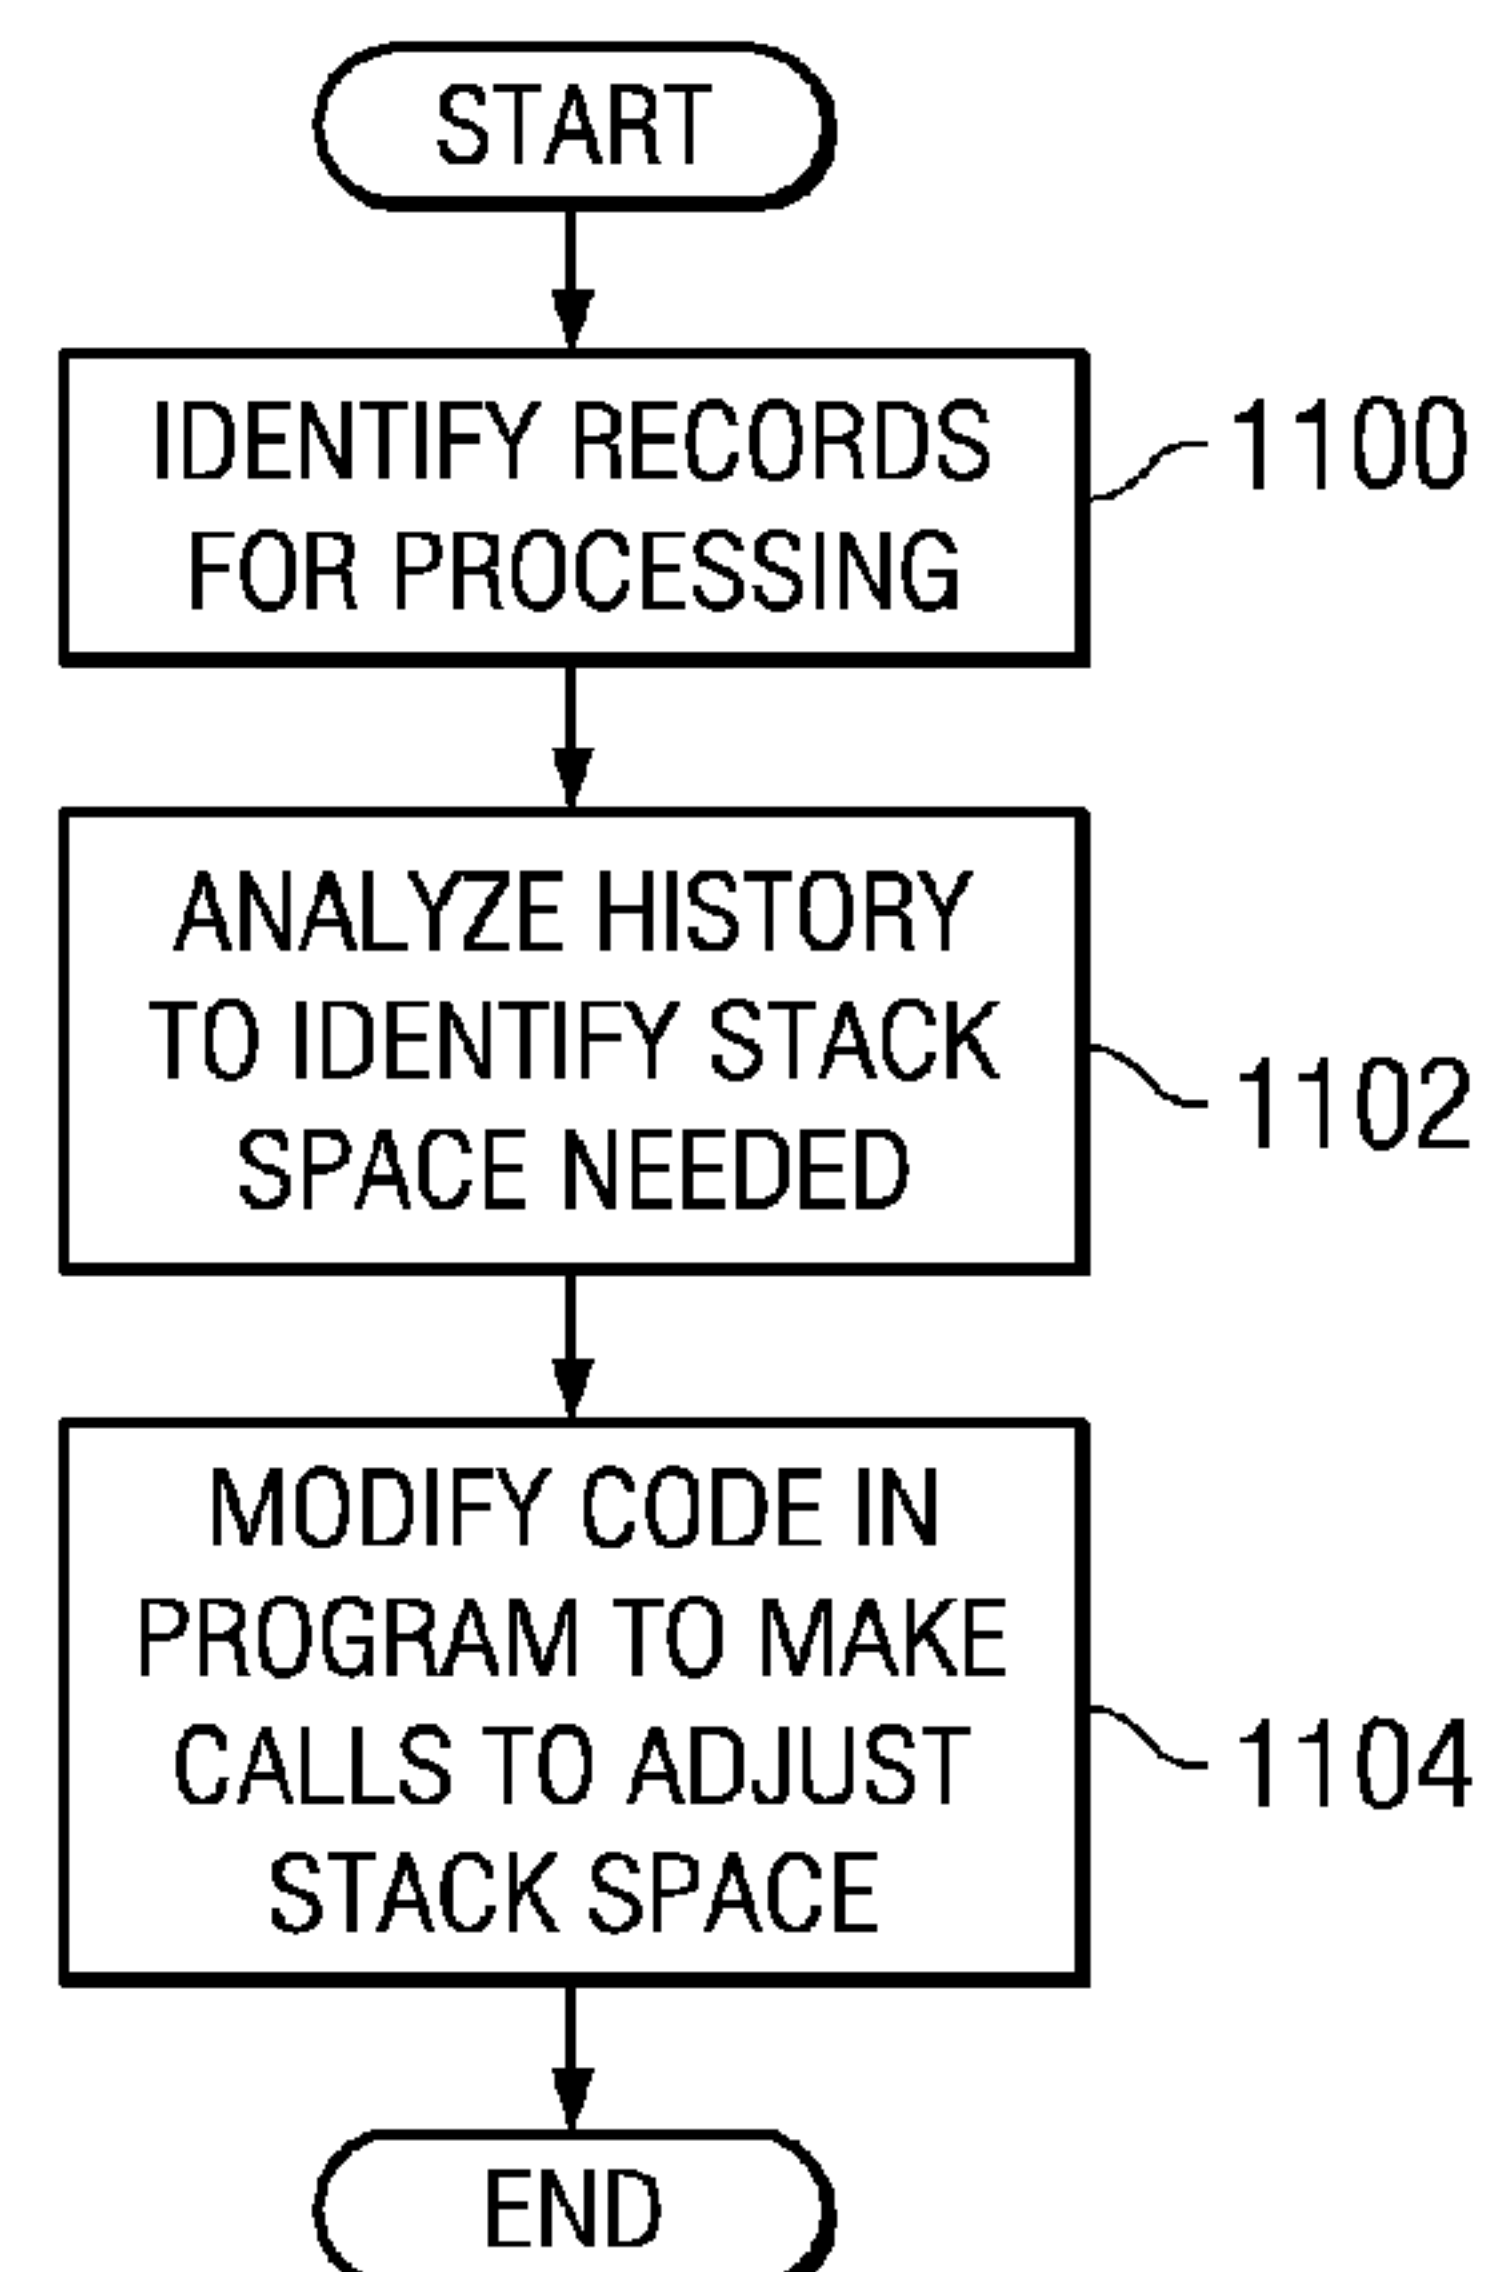 START
IDENTIFY RECORDS
FOR PROCESSING
1100
ANALYZE HISTORY
TO IDENTIFY STACK
SPACE NEEDED
1102
MODIFY CODE IN
PROGRAM TO MAKE
CALLS TO ADJUST
STACK SPACE
1104
END